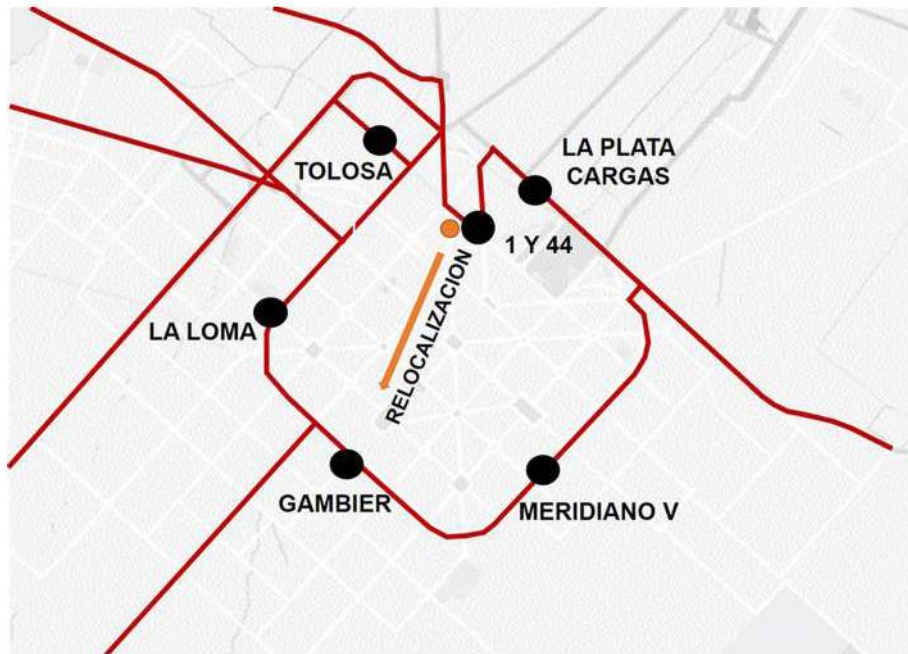 LA PLATA
CARGAS
TOLOSA
1 Y 44
RELOCALIZACION
LA LOMA
GAMBIER
MERIDIANO V